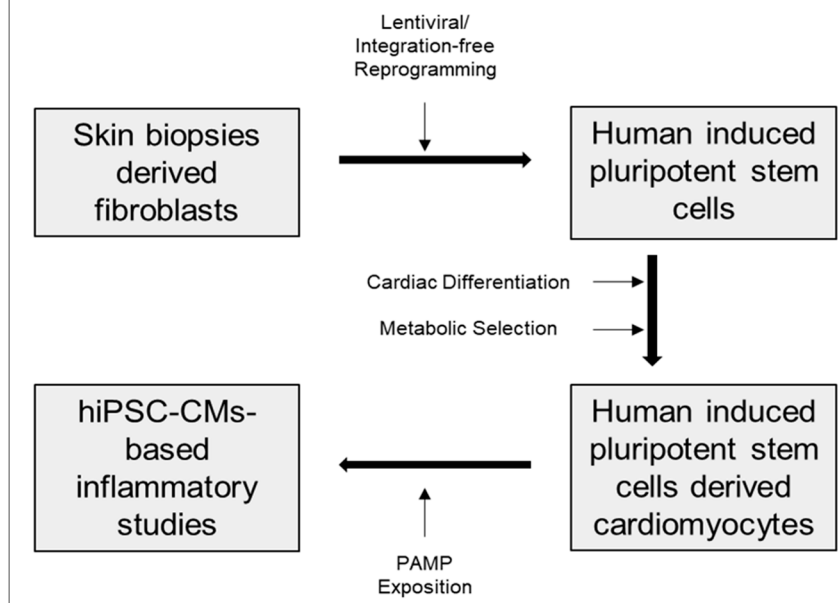 Lentiviral/
Integration-free
Reprogramming
Skin biopsies
derived
fibroblasts
Human induced
pluripotent stem
cells
Cardiac Differentiation
Metabolic Selection
hiPSC-CMs-
based
inflammatory
studies
Human induced
pluripotent stem
cells derived
cardiomyocytes
PAMP
Exposition